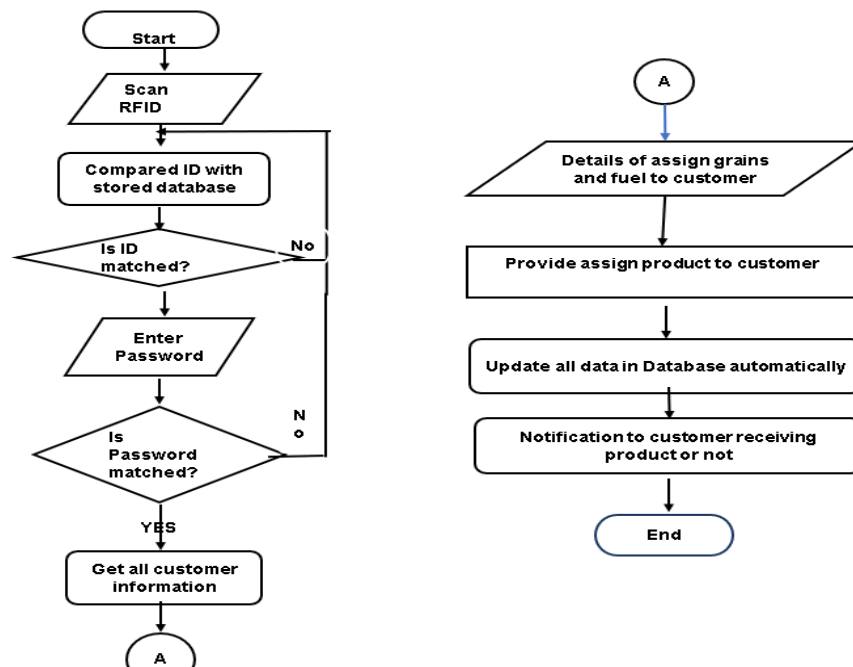 Start
Scan
RFID
Compared ID with
stored database
Is ID
matched?
No
Enter
Password
Is
Password
matched?
N
o
YES
Get all customer
information
A
A
Details of assign grains
and fuel to customer
Provide assign product to customer
Update all data in Database automatically
Notification to customer receiving
product or not
End